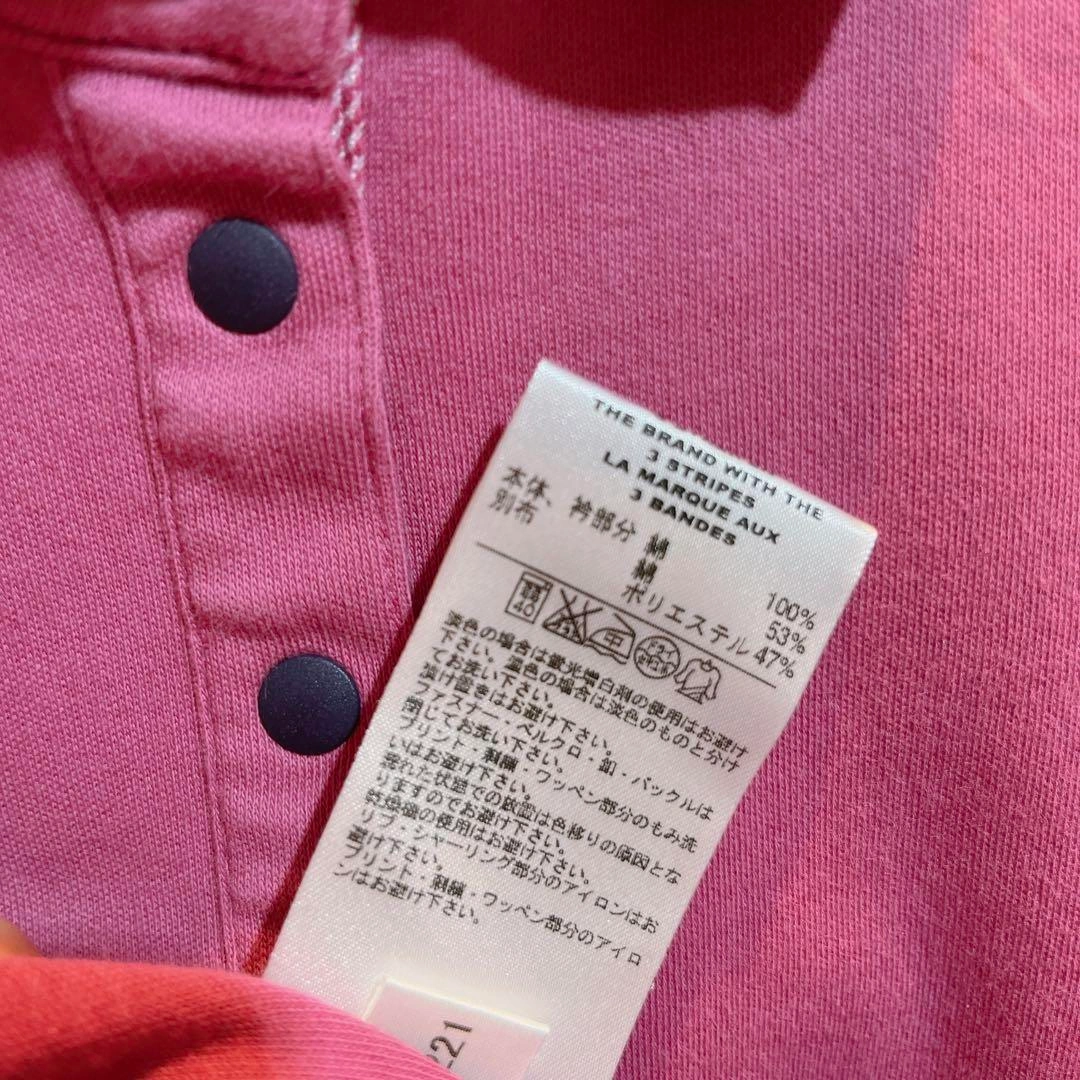 THE BRAND WITH THE
3 STRIPES
LA MARQUE AUX
3 BANDES
本体、衿部分 綿 100%
別布 綿 53%
ポリエステル 47%
40
淡色の場合は蛍光増白剤の使用はお避け
下さい。濃色の場合は淡色のものと分け
てお洗い下さい。
漬け置きはお避け下さい。
ファスナー・ベルクロ・釦・バックルは
閉じてお洗い下さい。
プリント・刺繍・ワッペン部分のもみ洗
いはお避け下さい。
濡れた状態での放置は色移りの原因とな
りますのでお避け下さい。
乾燥機の使用はお避け下さい。
リブ・シャーリング部分のアイロンはお
避け下さい。
プリント・刺繍・ワッペン部分のアイロ
ンはお避け下さい。
221